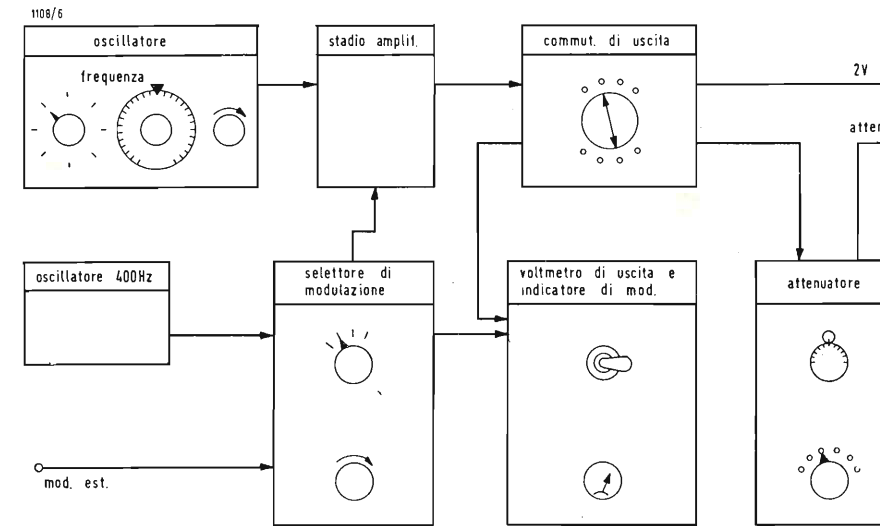 1108/6
oscillatore
stadio amplif.
commut. di uscita
frequenza
2V
oscillatore 400Hz
selettore di
modulazione
voltmetro di uscita e
indicatore di mod.
attenuatore
mod. est.